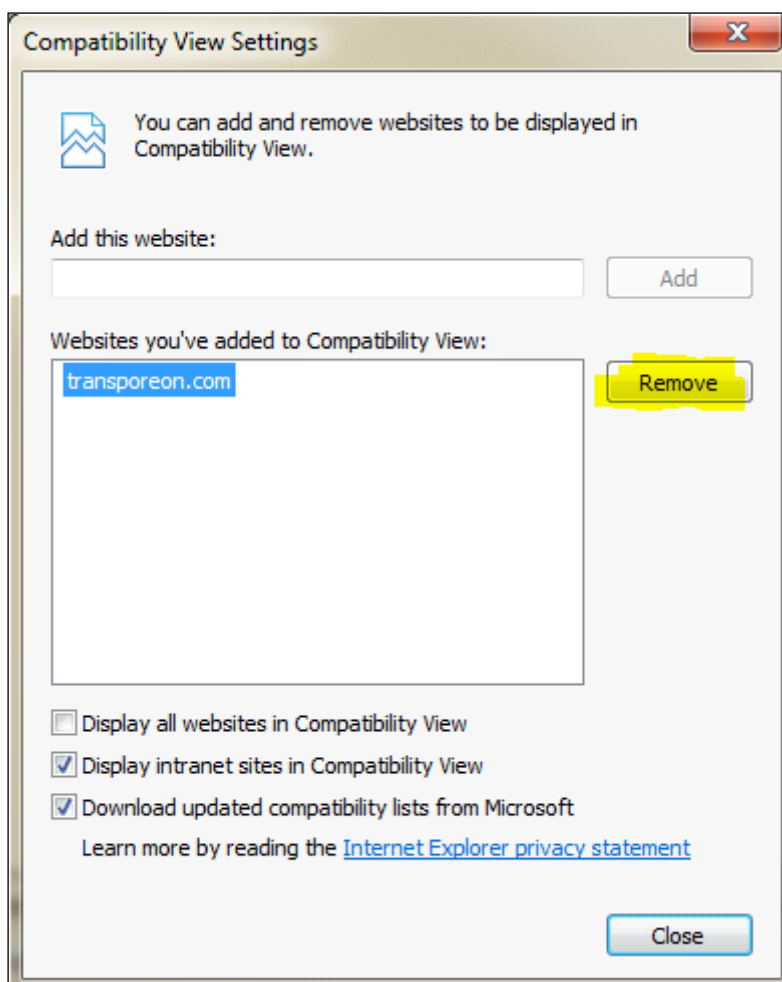 Compatibility View Settings
You can add and remove websites to be displayed in
Compatibility View.
Add this website:
Add
Websites you've added to Compatibility View:
transporeon.com
Remove
Display all websites in Compatibility View
Display intranet sites in Compatibility View
Download updated compatibility lists from Microsoft
Learn more by reading the Internet Explorer privacy statement
Close